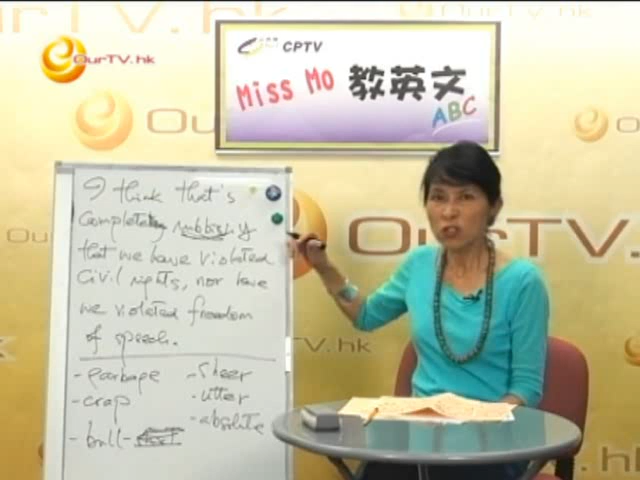 OurTV.hk
CPTV
Miss Mo 教英文
ABC
OurTV.hk
I think that's
completely rubbish
that we have violated
civil rights, nor have
we violated freedom
of speech.
- garbage - sheer
- crap - utter
- bull - absolute